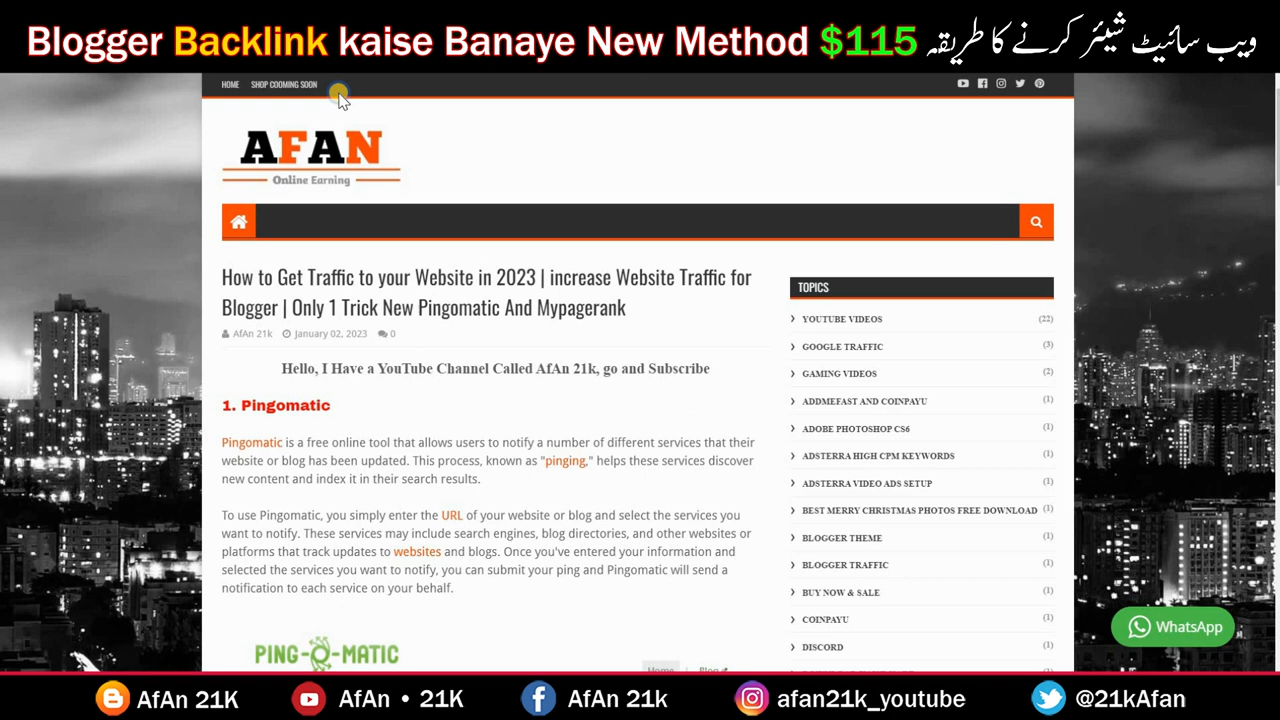 Blogger Backlink kaise Banaye New Method $115 ویب سائیٹ شیئر کرنے کا طریقہ
HOME SHOP COOMING SOON
AFAN
Online Earning
How to Get Traffic to your Website in 2023 | increase Website Traffic for
Blogger | Only 1 Trick New Pingomatic And Mypagerank
AfAn 21k January 02, 2023 0
Hello, I Have a YouTube Channel Called AfAn 21k, go and Subscribe
1. Pingomatic
Pingomatic is a free online tool that allows users to notify a number of different services that their
website or blog has been updated. This process, known as "pinging," helps these services discover
new content and index it in their search results.
To use Pingomatic, you simply enter the URL of your website or blog and select the services you
want to notify. These services may include search engines, blog directories, and other websites or
platforms that track updates to websites and blogs. Once you've entered your information and
selected the services you want to notify, you can submit your ping and Pingomatic will send a
notification to each service on your behalf.
PING-O-MATIC
Home Blog
TOPICS
YOUTUBE VIDEOS (22)
GOOGLE TRAFFIC (3)
GAMING VIDEOS (2)
ADDMEFAST AND COINPAYU (1)
ADOBE PHOTOSHOP CS6 (1)
ADSTERRA HIGH CPM KEYWORDS (1)
ADSTERRA VIDEO ADS SETUP (1)
BEST MERRY CHRISTMAS PHOTOS FREE DOWNLOAD (1)
BLOGGER THEME (1)
BLOGGER TRAFFIC (1)
BUY NOW & SALE (1)
COINPAYU (1)
DISCORD (1)
WhatsApp
AfAn 21K AfAn • 21K AfAn 21k afan21k_youtube @21kAfan